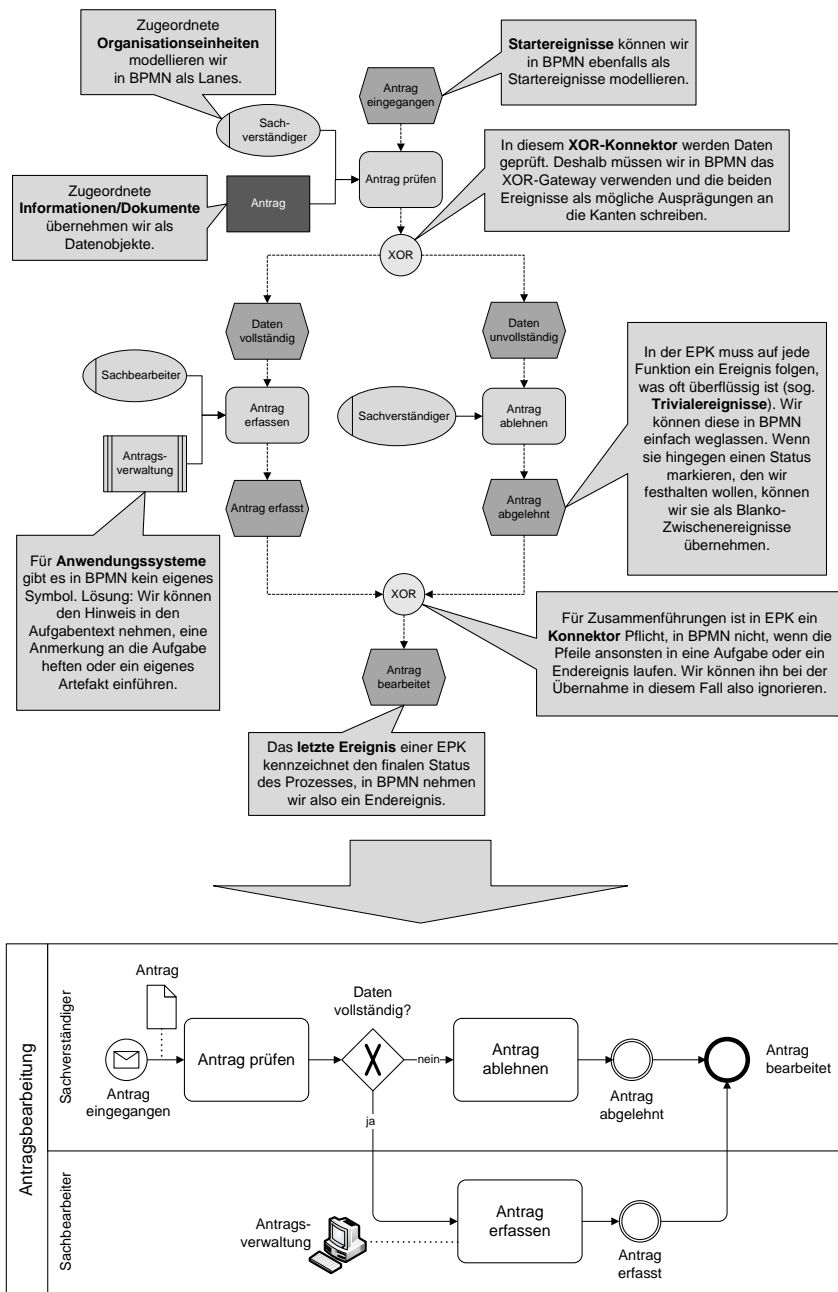 Zugeordnete
Organisationseinheiten
modellieren wir
in BPMN als Lanes.
Startereignisse können wir
in BPMN ebenfalls als
Startereignisse modellieren.
Antrag
eingegangen
Sach-
verständiger
In diesem XOR-Konnektor werden Daten
geprüft. Deshalb müssen wir in BPMN das
XOR-Gateway verwenden und die beiden
Ereignisse als mögliche Ausprägungen an
die Kanten schreiben.
Antrag prüfen
Zugeordnete
Informationen/Dokumente
übernehmen wir als
Datenobjekte.
Antrag
XOR
Daten
vollständig
Daten
unvollständig
In der EPK muss auf jede
Funktion ein Ereignis folgen,
was oft überflüssig ist (sog.
Trivialereignisse). Wir
können diese in BPMN
einfach weglassen. Wenn
sie hingegen einen Status
markieren, den wir
festhalten wollen, können
wir sie als Blanko-
Zwischenereignisse
übernehmen.
Sachbearbeiter
Antrag
erfassen
Sachverständiger
Antrag
ablehnen
Antrags-
verwaltung
Antrag erfasst
Antrag
abgelehnt
Für Anwendungssysteme
gibt es in BPMN kein eigenes
Symbol. Lösung: Wir können
den Hinweis in den
Aufgabentext nehmen, eine
Anmerkung an die Aufgabe
heften oder ein eigenes
Artefakt einführen.
XOR
Für Zusammenführungen ist in EPK ein
Konnektor Pflicht, in BPMN nicht, wenn die
Pfeile ansonsten in eine Aufgabe oder ein
Endereignis laufen. Wir können ihn bei der
Übernahme in diesem Fall also ignorieren.
Antrag
bearbeitet
Das letzte Ereignis einer EPK
kennzeichnet den finalen Status
des Prozesses, in BPMN nehmen
wir also ein Endereignis.
Antragsbearbeitung
Sachverständiger
Antrag
Antrag
eingegangen
Antrag prüfen
Daten
vollständig?
nein
ja
Antrag
ablehnen
Antrag
abgelehnt
Antrag
bearbeitet
Sachbearbeiter
Antrags-
verwaltung
Antrag
erfassen
Antrag
erfasst